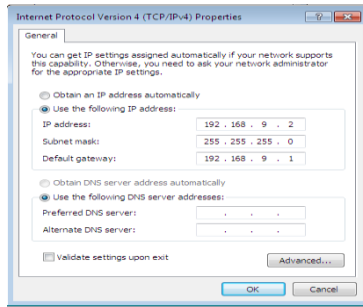 Internet Protocol Version 4 (TCP/IPv4) Properties
General
You can get IP settings assigned automatically if your network supports
this capability. Otherwise, you need to ask your network administrator
for the appropriate IP settings.
Obtain an IP address automatically
Use the following IP address:
IP address: 192 . 168 . 9 . 2
Subnet mask: 255 . 255 . 255 . 0
Default gateway: 192 . 168 . 9 . 1
Obtain DNS server address automatically
Use the following DNS server addresses:
Preferred DNS server: . . .
Alternate DNS server: . . .
Validate settings upon exit
Advanced...
OK Cancel